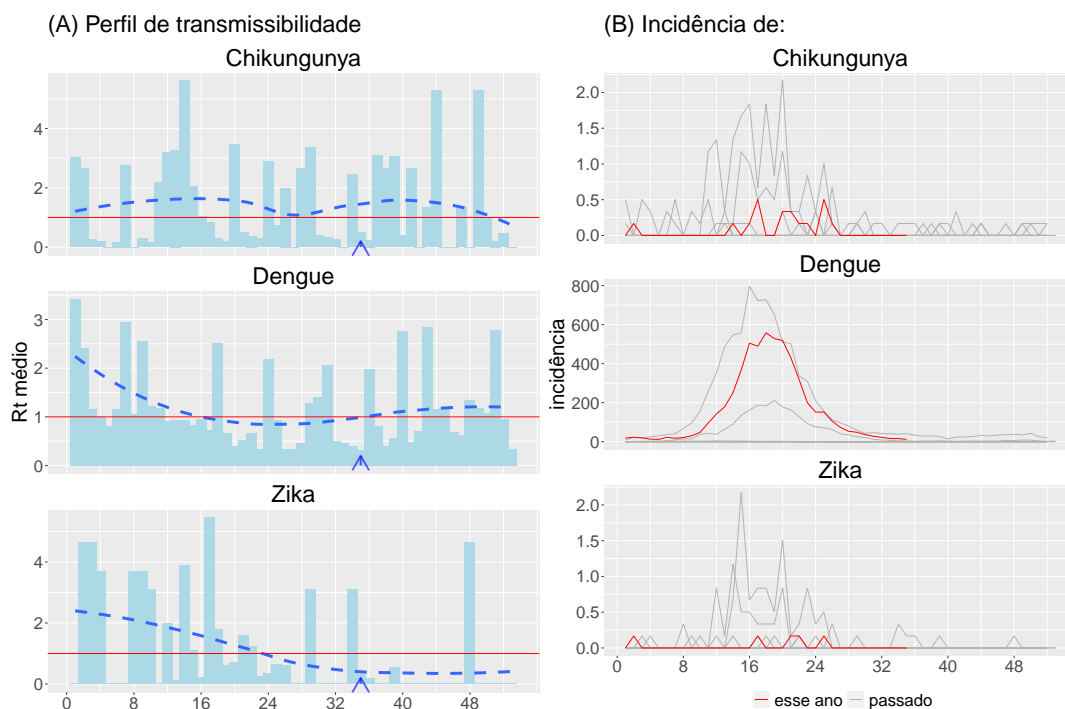 (A) Perfil de transmissibilidade
Chikungunya
4
2
0
Dengue
3
2
1
0
Rt médio
Zika
4
2
0
0 8 16 24 32 40 48
(B) Incidência de:
Chikungunya
2.0
1.5
1.0
0.5
0.0
Dengue
800
600
400
200
0
incidência
Zika
2.0
1.5
1.0
0.5
0.0
0 8 16 24 32 40 48
esse ano passado